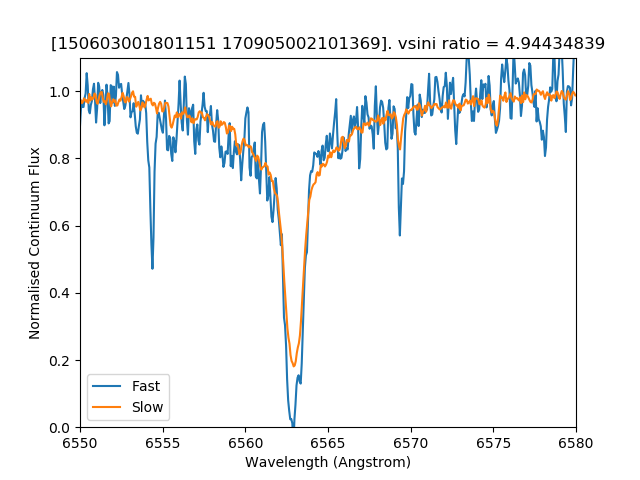 [150603001801151 170905002101369]. vsini ratio = 4.94434839
1.0
0.8
0.6
0.4
0.2
0.0
Normalised Continuum Flux
Fast
Slow
6550 6555 6560 6565 6570 6575 6580
Wavelength (Angstrom)